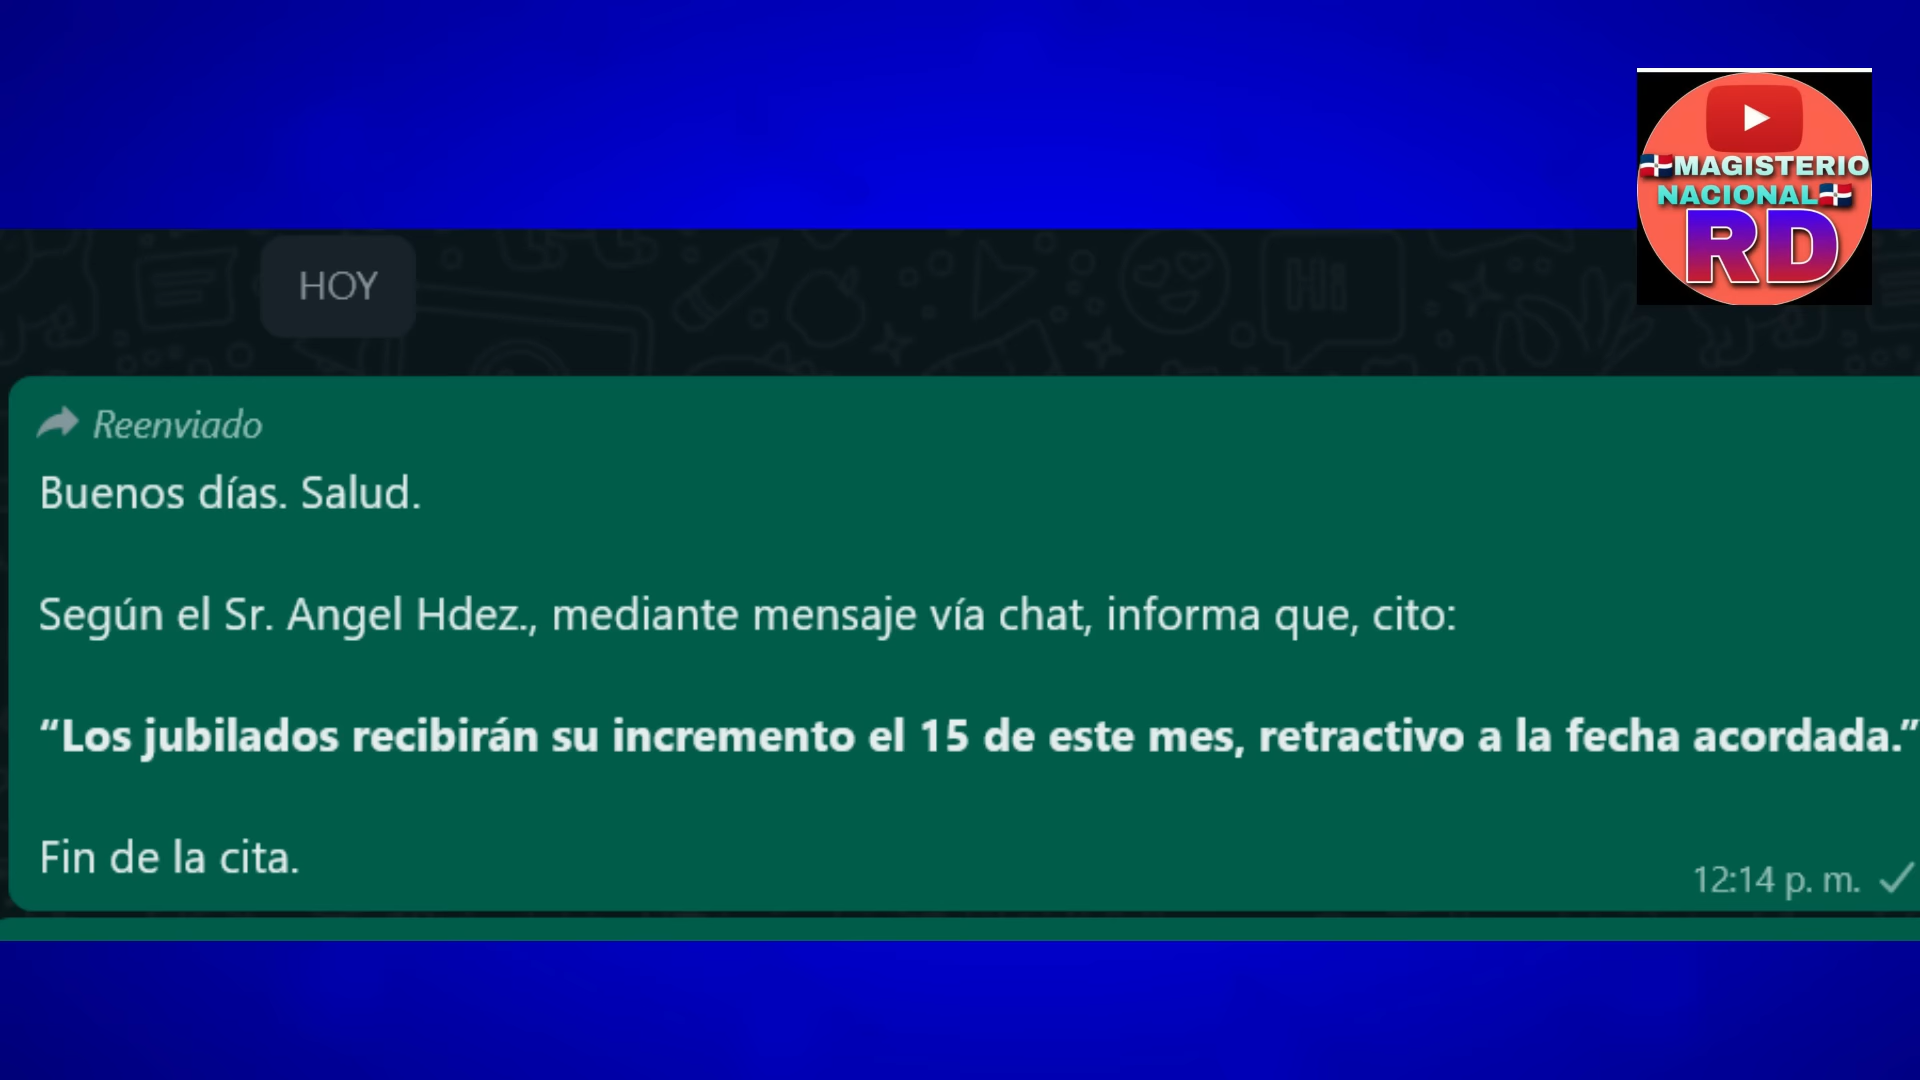 MAGISTERIO
NACIONAL
RD
HOY
Hi
Reenviado
Buenos días. Salud.
Según el Sr. Angel Hdez., mediante mensaje vía chat, informa que, cito:
“Los jubilados recibirán su incremento el 15 de este mes, retractivo a la fecha acordada.”
Fin de la cita.
12:14 p. m.